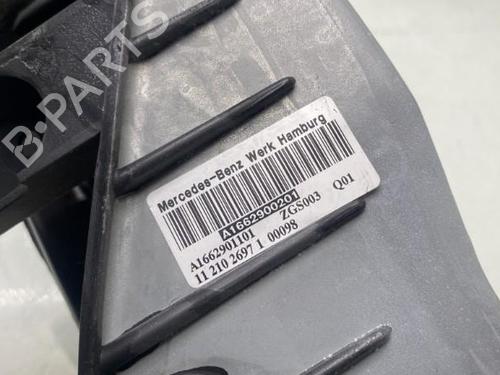 B-PARTS
Mercedes-Benz Werk Hamburg
A1662900201
A1662901101 ZGS003 Q01
11 210 2697 1 00098